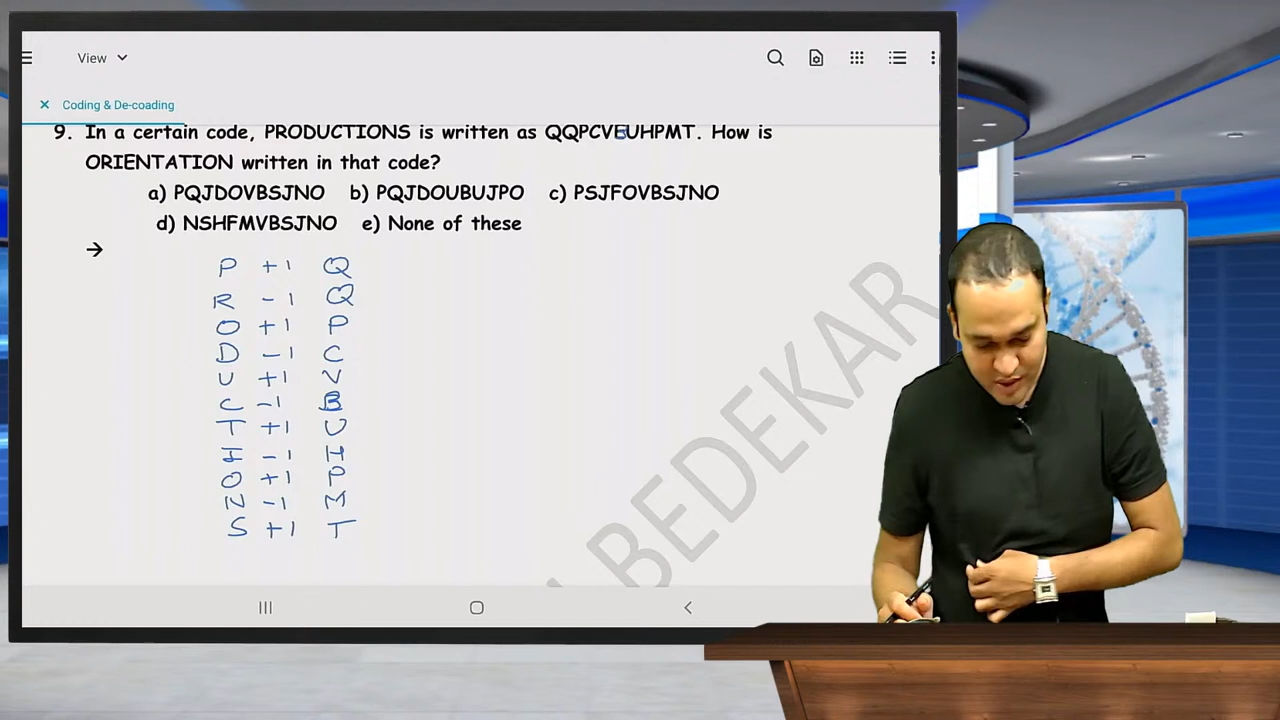 View
Coding & De-coading
9. In a certain code, PRODUCTIONS is written as QQPCVBUHPMT. How is
ORIENTATION written in that code?
a) PQJDOVBSJNO b) PQJDOUBUJPO c) PSJFOVBSJNO
d) NSHFMVBSJNO e) None of these
→
P +1 Q
R -1 Q
O +1 P
D -1 C
U +1 V
C -1 B
T +1 U
I -1 H
O +1 P
N -1 M
S +1 T
BEDEKAR